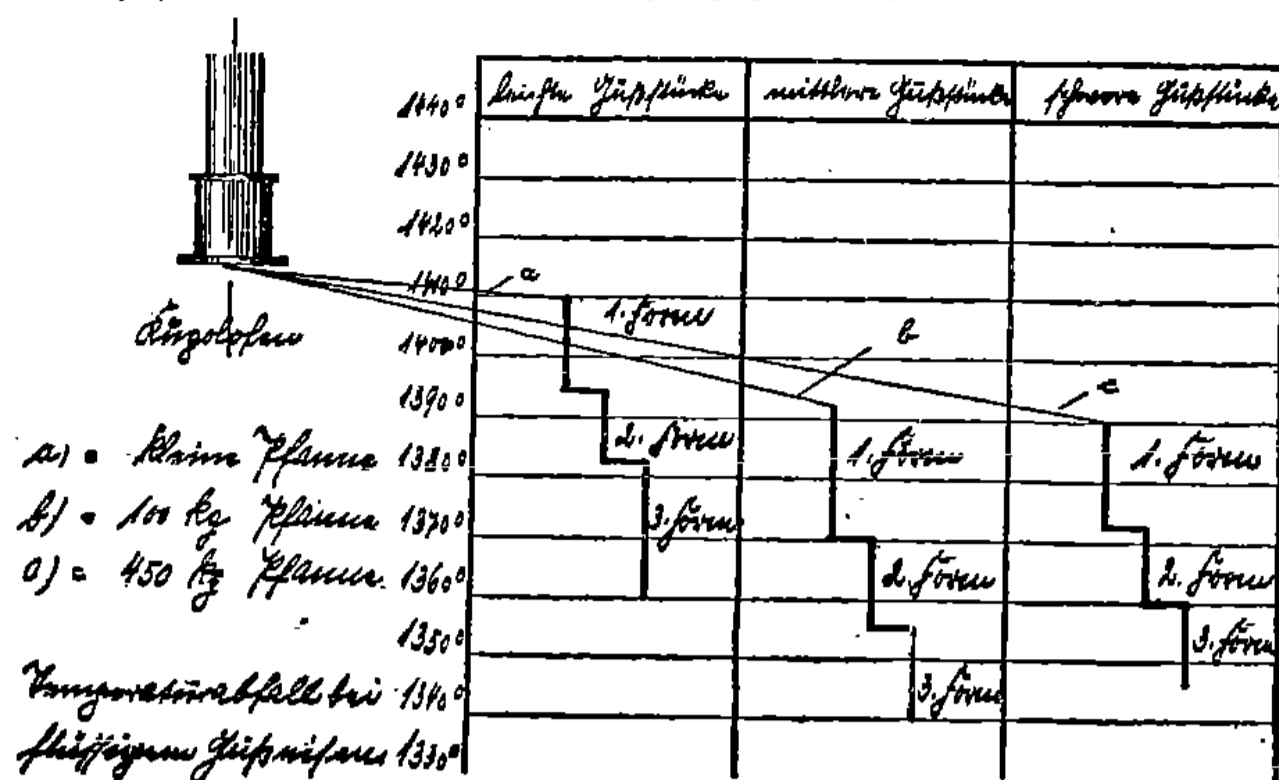 leichte Gußstücke
mittlere Gußstücke
schwere Gußstücke
1440°
1430°
1420°
1410°
1400°
1390°
1380°
1370°
1360°
1350°
1340°
1330°
a
b
c
1. Form
2. Form
3. Form
1. Form
2. Form
3. Form
1. Form
2. Form
3. Form
Kupolofen
a) = kleine Pfanne
b) = 100 kg Pfanne
c) = 450 kg Pfanne
Temperaturabfall bei
flüssigem Gußeisen